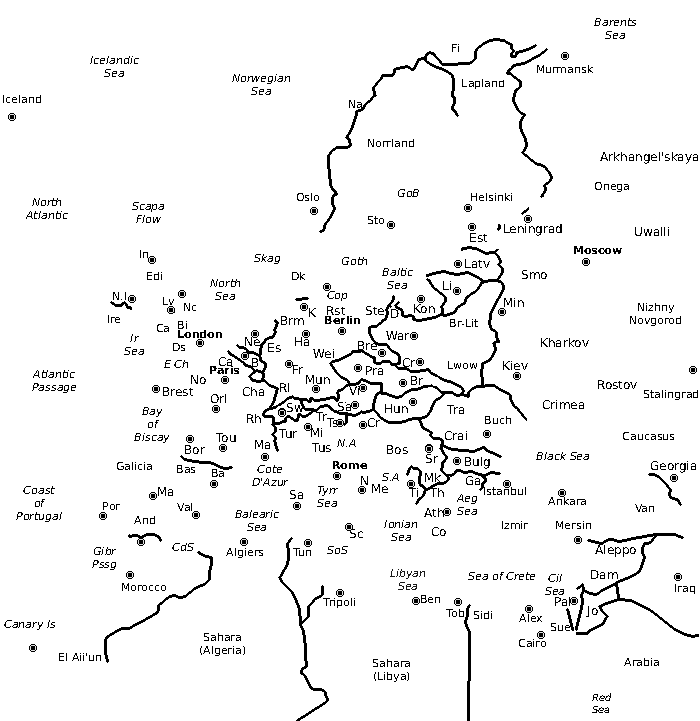 Barents
Sea
Fi
Icelandic
Sea
Murmansk
Norwegian
Sea
Lapland
Iceland
Na
Norrland
Arkhangel'skaya
Onega
GoB
Oslo
Helsinki
North
Atlantic
Scapa
Flow
Sto
Leningrad
Est
Uwalli
Moscow
In
Skag
Goth
Latv
Edi
Dk
Baltic
Sea
Smo
North
Sea
Cop
Li
N.I
Lv
Nc
K
Rst
Ste
D
Kon
Min
Nizhny
Novgorod
Ire
Ca
Bi
Brm
Berlin
Br-Lit
London
War
Ir
Sea
Ds
Ne
Es
Ha
Bre
Kharkov
Wei
E Ch
Ca
B
Fr
Pra
Cr
Lwow
Kiev
Paris
Atlantic
Passage
No
Mun
Br
Rostov
Brest
Cha
Rl
Vi
Stalingrad
Orl
Sw
Sa
Hun
Tra
Crimea
Bay
of
Biscay
Rh
Tr
Ts
Cr
Buch
Tur
Mi
Crai
Caucasus
Tou
Ma
Tus
N.A
Bor
Bos
Sr
Black Sea
Galicia
Bas
Ba
Cote
D'Azur
Rome
Bulg
Georgia
Coast
of
Portugal
Ma
Sa
Tyrr
Sea
N
Me
S.A
Mk
Ga
Ti
Th
Istanbul
Ankara
Por
Val
Aeg
Sea
Van
And
Balearic
Sea
Ath
Izmir
Mersin
Sc
Ionian
Sea
Co
Gibr
Pssg
CdS
Algiers
Tun
SoS
Aleppo
Morocco
Libyan
Sea
Sea of Crete
Cil
Sea
Dam
Iraq
Tripoli
Ben
Pal
Tob
Sidi
Alex
Jo
Canary Is
Sue
Cairo
Sahara
(Algeria)
El Aii'un
Sahara
(Libya)
Arabia
Red
Sea